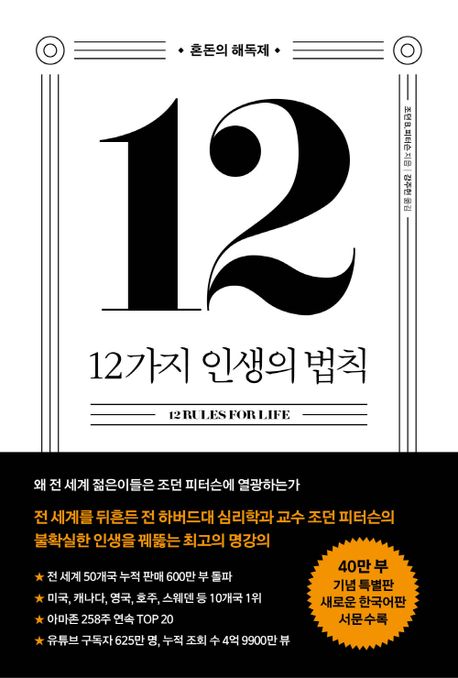 ◆ 혼돈의 해독제 ◆
12
조던 B. 피터슨 지음 | 강주헌 옮김
12가지 인생의 법칙
12 RULES FOR LIFE
왜 전 세계 젊은이들은 조던 피터슨에 열광하는가
전 세계를 뒤흔든 전 하버드대 심리학과 교수 조던 피터슨의
불확실한 인생을 꿰뚫는 최고의 명강의
★ 전 세계 50개국 누적 판매 600만 부 돌파
★ 미국, 캐나다, 영국, 호주, 스웨덴 등 10개국 1위
★ 아마존 258주 연속 TOP 20
★ 유튜브 구독자 625만 명, 누적 조회 수 4억 9900만 뷰
40만 부
기념 특별판
새로운 한국어판
서문 수록